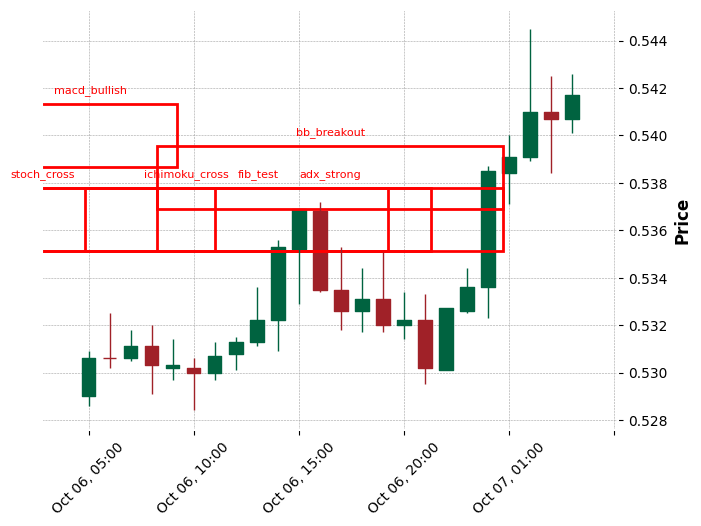 0.544
macd_bullish
0.542
bb_breakout
0.540
stoch_cross ichimoku_cross fib_test adx_strong
0.538
0.536
0.534
0.532
0.530
0.528
Price
Oct 06, 05:00
Oct 06, 10:00
Oct 06, 15:00
Oct 06, 20:00
Oct 07, 01:00